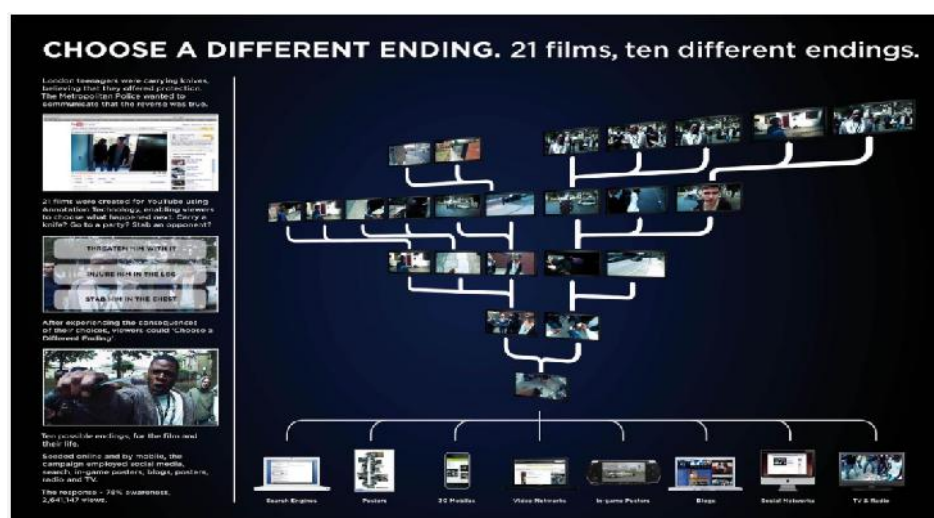 CHOOSE A DIFFERENT ENDING. 21 films, ten different endings.
London teenagers were carrying knives,
believing that they offered protection.
The Metropolitan Police wanted to
communicate that the reverse was true.
21 films were created for YouTube using
Annotation Technology, enabling viewers
to choose what happened next. Carry a
knife? Go to a party? Stab an opponent?
THREATEN HIM WITH IT
INJURE HIM IN THE LEG
STAB HIM IN THE CHEST
After experiencing the consequences
of their choices, viewers could 'Choose a
Different Ending'.
Ten possible endings, for the film and
their life.
Seeded online and by mobile, the
campaign employed social media,
search, in-game posters, blogs, posters,
radio and TV.
The response - 78% awareness,
2,641,147 views.
Search Engines
Posters
3G Mobiles
Video Networks
In-game Posters
Blogs
Social Networks
TV & Radio